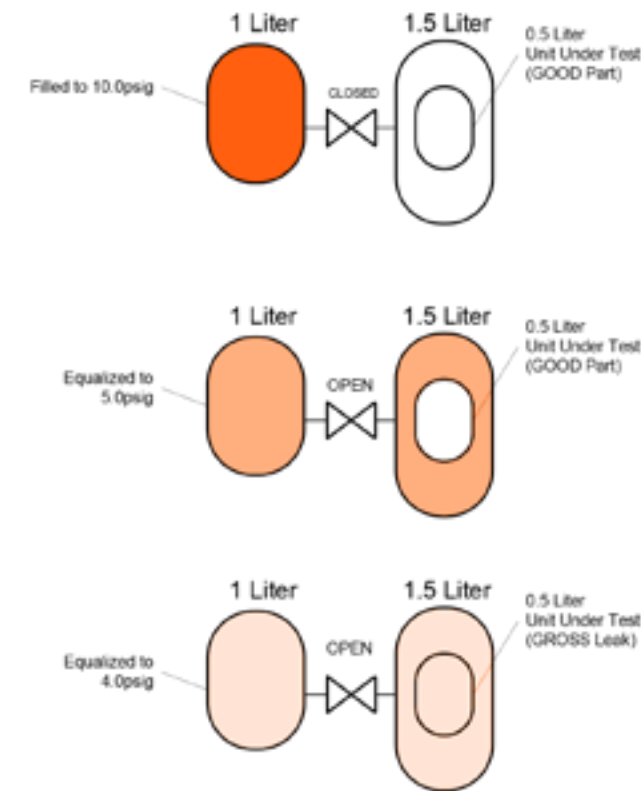 1 Liter
1.5 Liter
0.5 Liter
Unit Under Test
(GOOD Part)
Filled to 10.0psig
CLOSED
1 Liter
1.5 Liter
0.5 Liter
Unit Under Test
(GOOD Part)
Equalized to
5.0psig
OPEN
1 Liter
1.5 Liter
0.5 Liter
Unit Under Test
(GROSS Leak)
Equalized to
4.0psig
OPEN